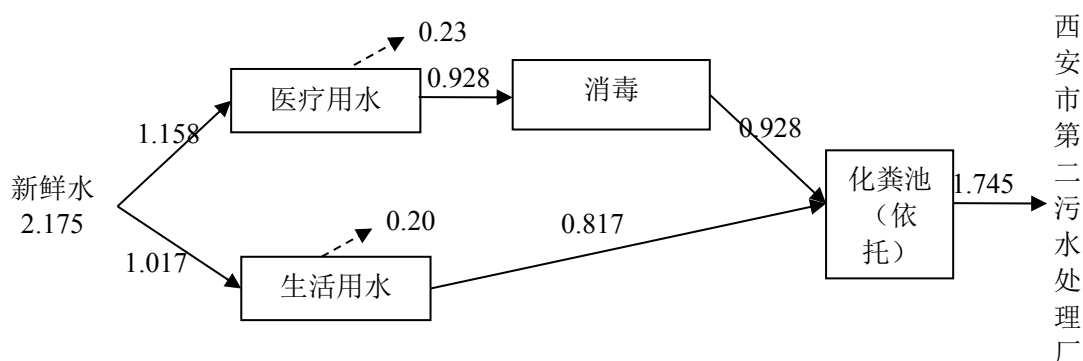 新鲜水
2.175
1.158
1.017
医疗用水
0.23
0.928
消毒
0.928
生活用水
0.20
0.817
化粪池
（依
托）
1.745
西
安
市
第
二
污
水
处
理
厂